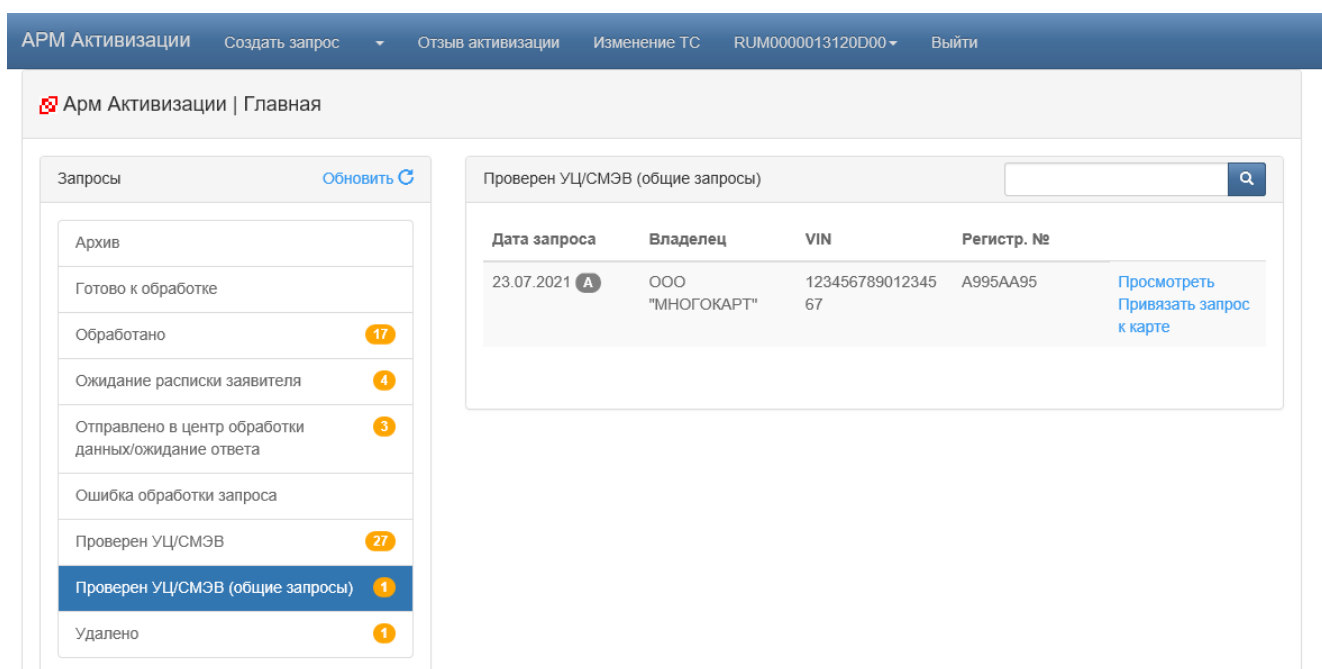 АРМ Активизации Создать запрос Отзыв активизации Изменение ТС RUM0000013120D00 Выйти
Арм Активизации | Главная
Запросы Обновить
Архив
Готово к обработке
Обработано 17
Ожидание расписки заявителя 4
Отправлено в центр обработки 3
данных/ожидание ответа
Ошибка обработки запроса
Проверен УЦ/СМЭВ 27
Проверен УЦ/СМЭВ (общие запросы) 1
Удалено 1
Проверен УЦ/СМЭВ (общие запросы)
Дата запроса Владелец VIN Регистр. №
23.07.2021 А ООО 123456789012345 А995АА95 Просмотреть
"МНОГОКАРТ" 67 Привязать запрос
к карте